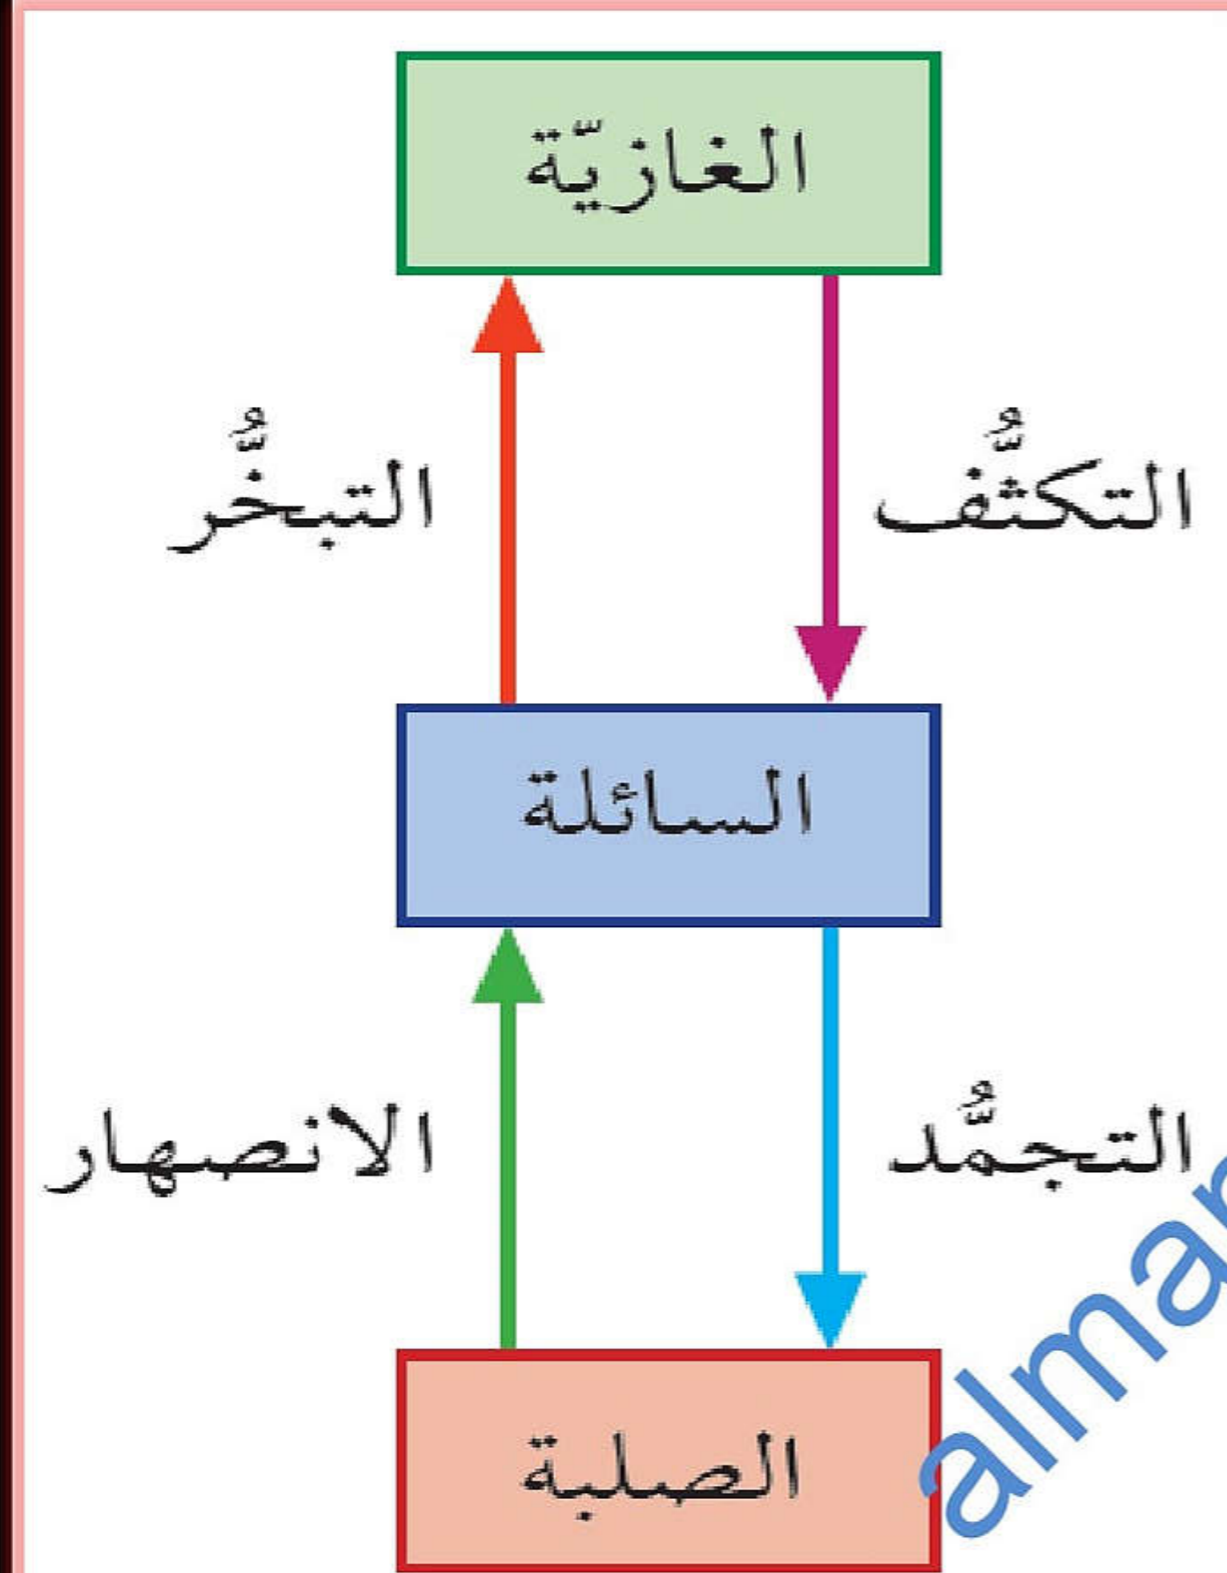 الغازيّة
التكثُّف
التبخُّر
السائلة
التجمُّد
الانصهار
الصلبة